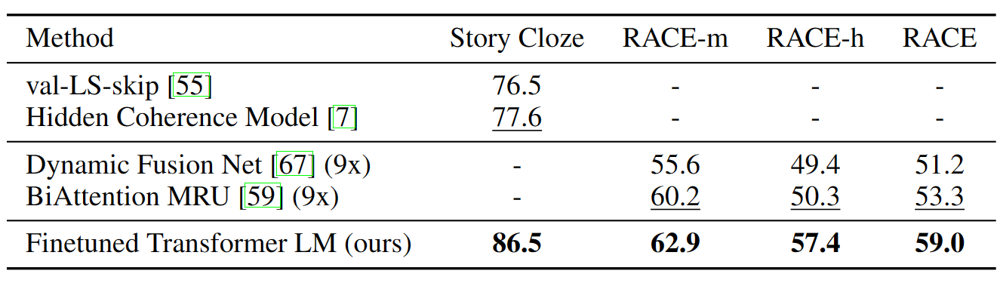 Method Story Cloze RACE-m RACE-h RACE
val-LS-skip [55] 76.5 - - -
Hidden Coherence Model [7] 77.6 - - -
Dynamic Fusion Net [67] (9x) - 55.6 49.4 51.2
BiAttention MRU [59] (9x) - 60.2 50.3 53.3
Finetuned Transformer LM (ours) 86.5 62.9 57.4 59.0